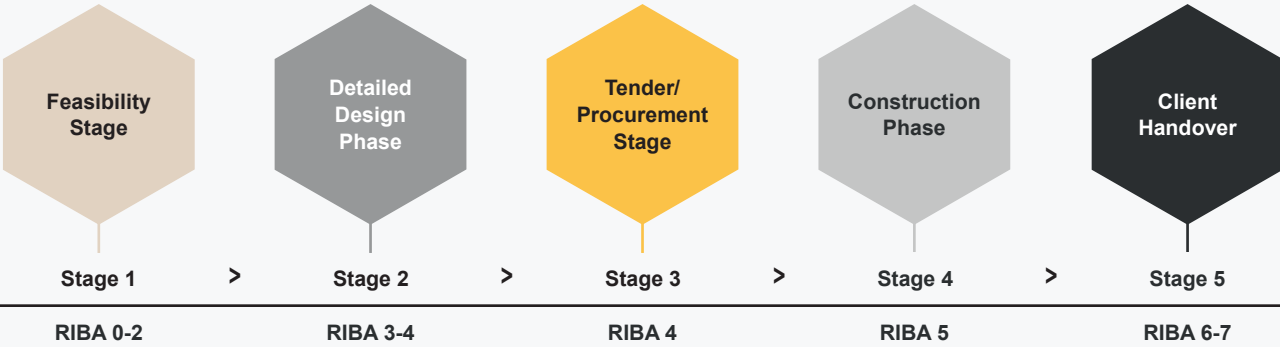 Feasibility
Stage
Detailed
Design
Phase
Tender/
Procurement
Stage
Construction
Phase
Client
Handover
Stage 1 > Stage 2 > Stage 3 > Stage 4 > Stage 5
RIBA 0-2 RIBA 3-4 RIBA 4 RIBA 5 RIBA 6-7